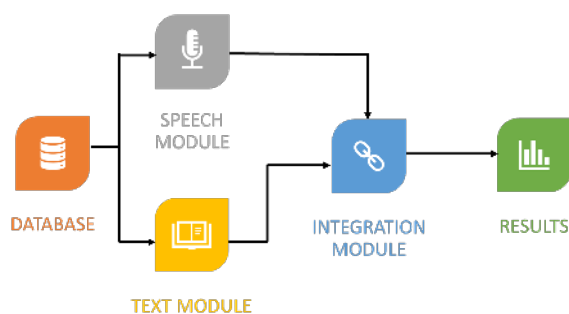 SPEECH
MODULE
DATABASE
INTEGRATION
MODULE
RESULTS
TEXT MODULE